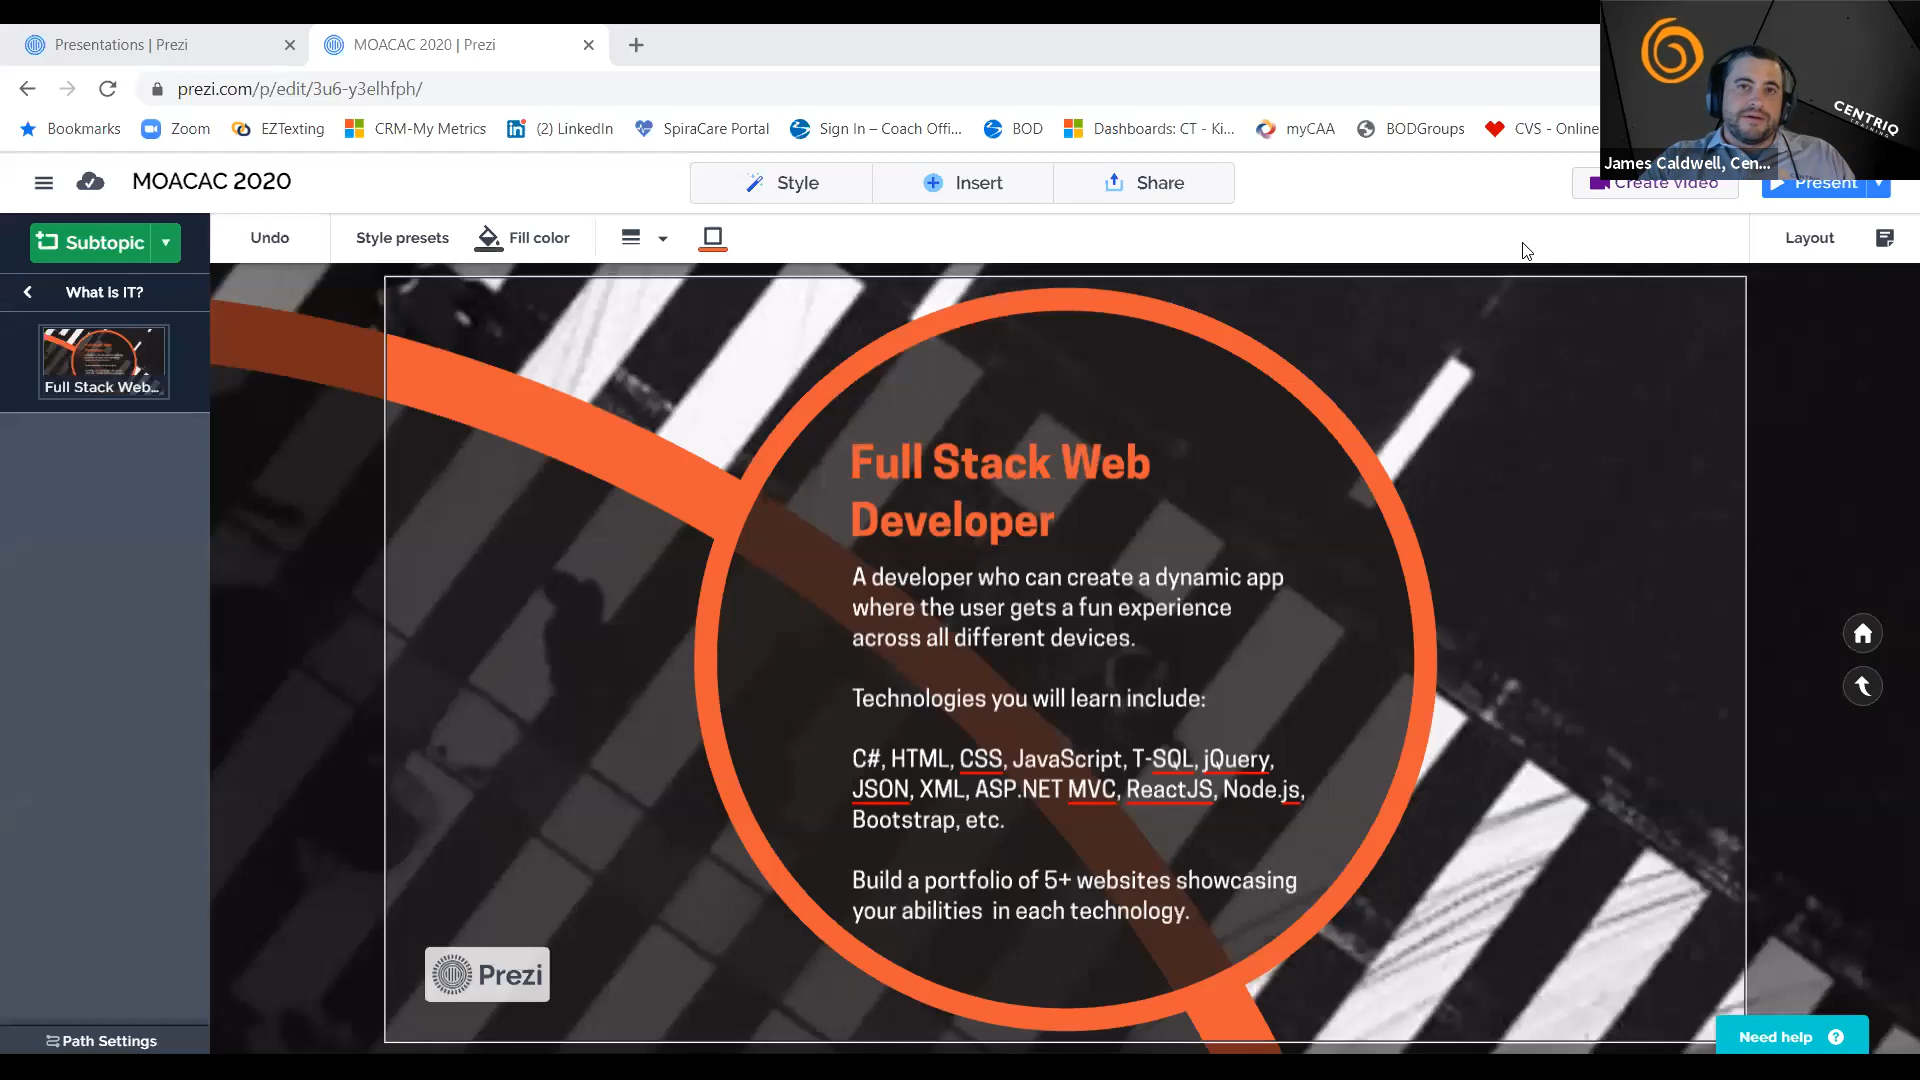 Presentations | Prezi
MOACAC 2020 | Prezi
prezi.com/p/edit/3u6-y3elhfph/
Bookmarks
Zoom
EZTexting
CRM-My Metrics
(2) LinkedIn
SpiraCare Portal
Sign In – Coach Offi...
BOD
Dashboards: CT - Ki...
myCAA
BODGroups
CVS - Online
CENTRIQ
TRAINING
James Caldwell, Cen...
MOACAC 2020
Style
Insert
Share
Create video
Present
Subtopic
Undo
Style presets
Fill color
Layout
What is IT?
Full Stack Web...
Full Stack Web
Developer
A developer who can create a dynamic app
where the user gets a fun experience
across all different devices.
Technologies you will learn include:
C#, HTML, CSS, JavaScript, T-SQL, jQuery,
JSON, XML, ASP.NET MVC, ReactJS, Node.js,
Bootstrap, etc.
Build a portfolio of 5+ websites showcasing
your abilities  in each technology.
Prezi
Path Settings
Need help ?